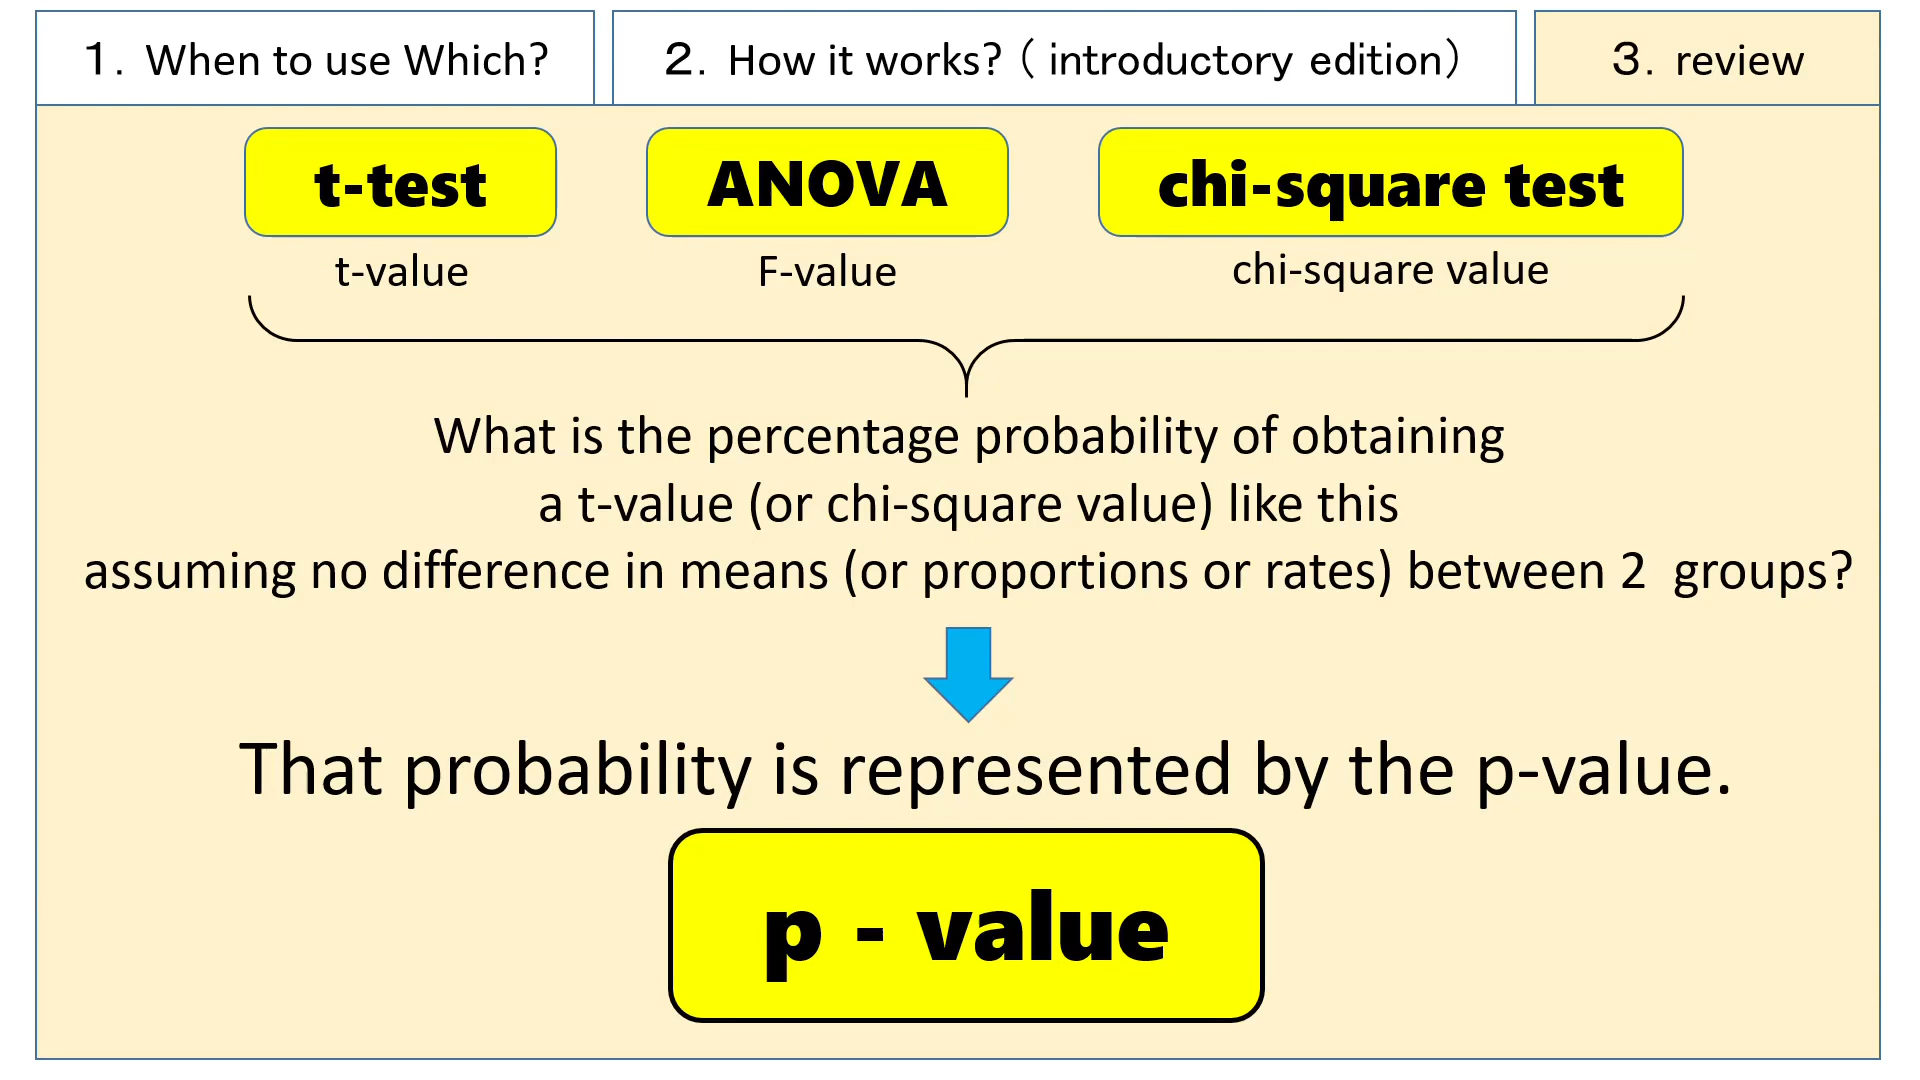 1. When to use Which?
2. How it works? ( introductory edition)
3. review
t-test
ANOVA
chi-square test
t-value
F-value
chi-square value
What is the percentage probability of obtaining
a t-value (or chi-square value) like this
assuming no difference in means (or proportions or rates) between 2 groups?
That probability is represented by the p-value.
p - value